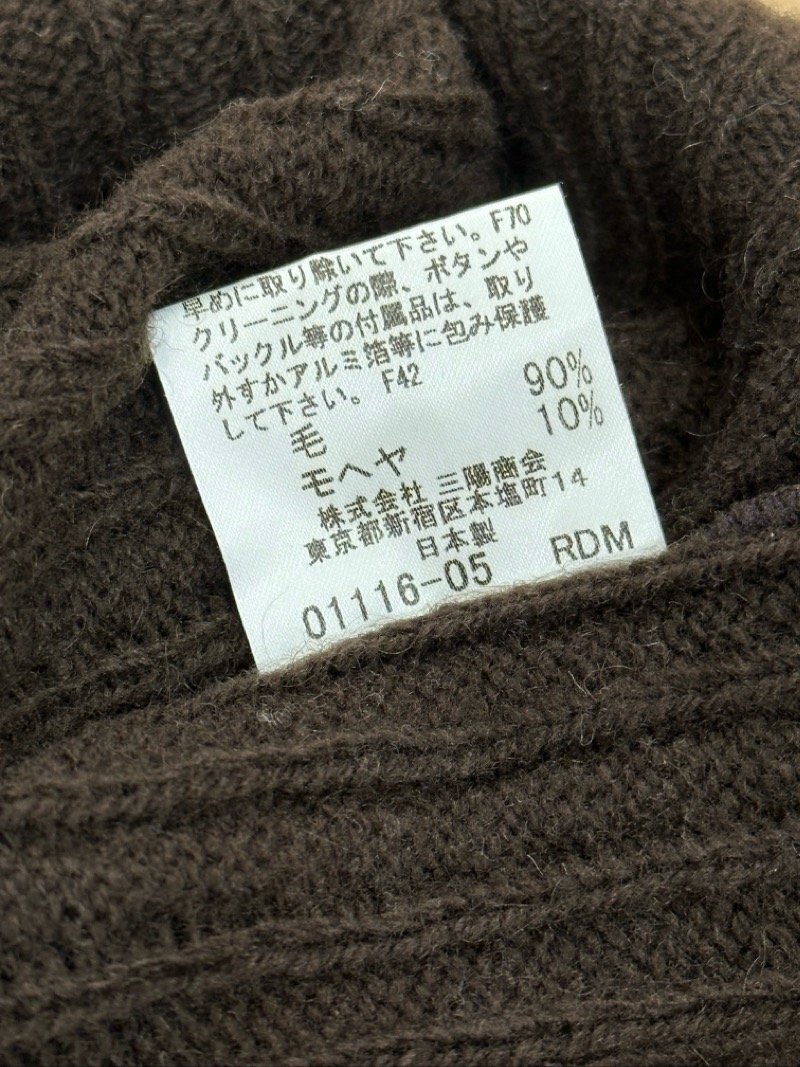 早めに取り除いて下さい。F70
クリーニングの際、ボタンや
バックル等の付属品は、取り
外すかアルミ箔等に包み保護
して下さい。 F42
毛 90%
モヘヤ 10%
株式会社 三陽商会
東京都新宿区本塩町14
日本製
01116-05 RDM